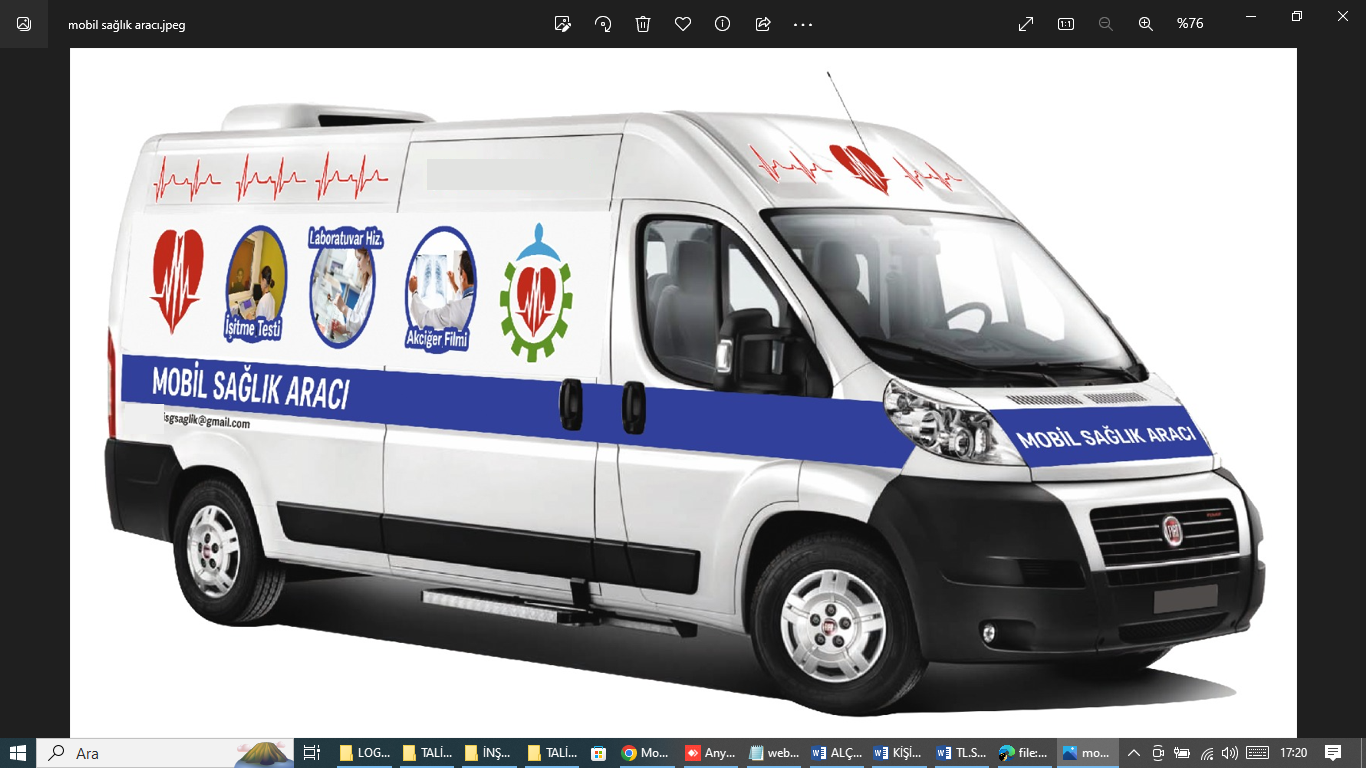 mobil sağlık aracı.jpeg
%76
Laboratuvar Hiz.
İşitme Testi
Akciğer Filmi
MOBİL SAĞLIK ARACI
isgsaglik@gmail.com
MOBİL SAĞLIK ARACI
Ara
LOG...
TALİ...
İNŞ...
TALİ...
Mo...
Any...
web...
ALÇ...
KİŞİ...
TL.S...
file:...
mo...
17:20